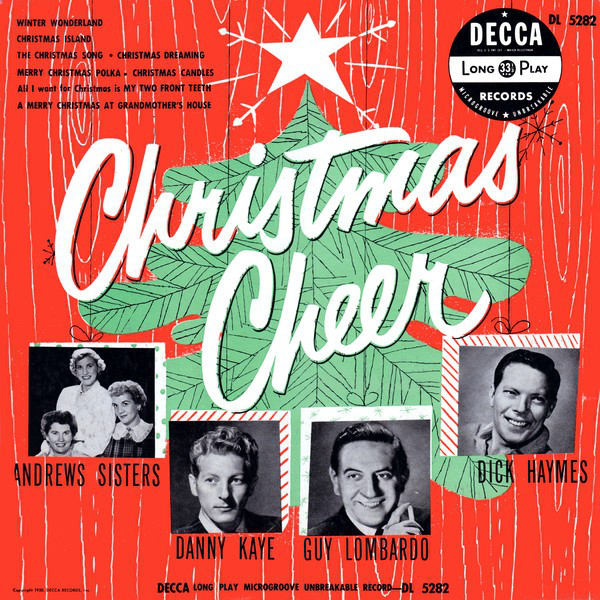 WINTER WONDERLAND
CHRISTMAS ISLAND
THE CHRISTMAS SONG • CHRISTMAS DREAMING
MERRY CHRISTMAS POLKA • CHRISTMAS CANDLES
All I want for Christmas is MY TWO FRONT TEETH
A MERRY CHRISTMAS AT GRANDMOTHER'S HOUSE
DL 5282
DECCA
LONG 33⅓ PLAY
RECORDS
MICROGROOVE ★ UNBREAKABLE
Christmas
Cheer
ANDREWS SISTERS
DICK HAYMES
DANNY KAYE
GUY LOMBARDO
DECCA LONG PLAY MICROGROOVE UNBREAKABLE RECORD—DL 5282